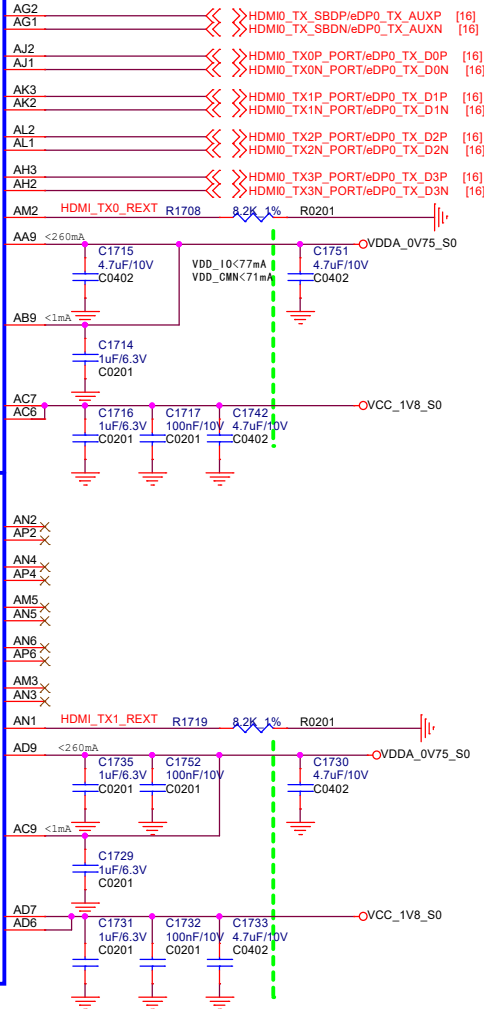 AG2 HDMI0_TX_SBDP/eDP0_TX_AUXP [16]
AG1 HDMI0_TX_SBDN/eDP0_TX_AUXN [16]
AJ2 HDMI0_TX0P_PORT/eDP0_TX_D0P [16]
AJ1 HDMI0_TX0N_PORT/eDP0_TX_D0N [16]
AK3 HDMI0_TX1P_PORT/eDP0_TX_D1P [16]
AK2 HDMI0_TX1N_PORT/eDP0_TX_D1N [16]
AL2 HDMI0_TX2P_PORT/eDP0_TX_D2P [16]
AL1 HDMI0_TX2N_PORT/eDP0_TX_D2N [16]
AH3 HDMI0_TX3P_PORT/eDP0_TX_D3P [16]
AH2 HDMI0_TX3N_PORT/eDP0_TX_D3N [16]
AM2 HDMI_TX0_REXT R1708 8.2K 1% R0201
AA9 <260mA VDDA_0V75_S0
C1715 C1751
4.7uF/10V VDD_IO<77mA 4.7uF/10V
C0402 VDD_CMN<71mA C0402
AB9 <1mA
C1714
1uF/6.3V
C0201
AC7 VCC_1V8_S0
AC6
C1716 C1717 C1742
1uF/6.3V 100nF/10V 4.7uF/10V
C0201 C0201 C0402
AN2
AP2
AN4
AP4
AM5
AN5
AN6
AP6
AM3
AN3
AN1 HDMI_TX1_REXT R1719 8.2K 1% R0201
AD9 <260mA VDDA_0V75_S0
C1735 C1752 C1730
1uF/6.3V 100nF/10V 4.7uF/10V
C0201 C0201 C0402
AC9 <1mA
C1729
1uF/6.3V
C0201
AD7 VCC_1V8_S0
AD6
C1731 C1732 C1733
1uF/6.3V 100nF/10V 4.7uF/10V
C0201 C0201 C0402